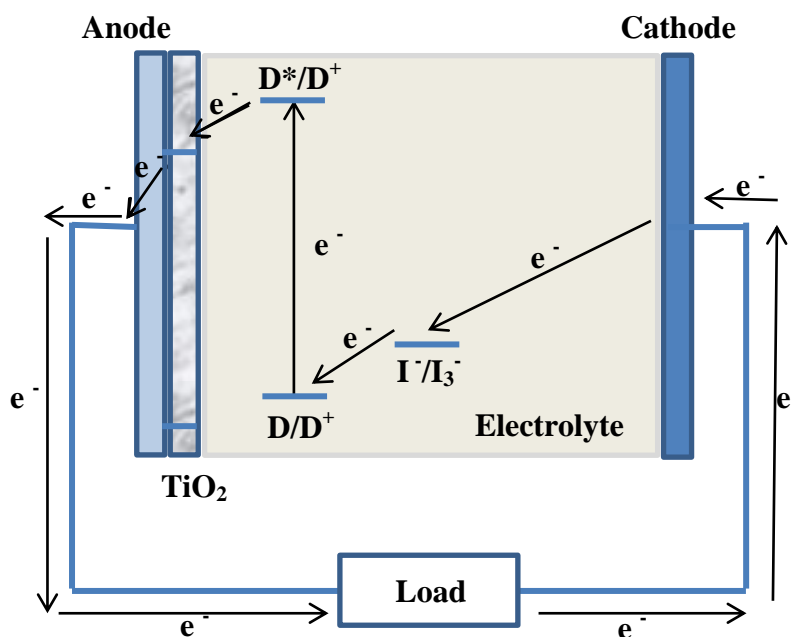 Anode
Cathode
D*/D⁺
e⁻
e⁻
e⁻
e⁻
e⁻
e⁻
e⁻
I⁻/I₃⁻
e⁻
e
D/D⁺
Electrolyte
TiO₂
Load
e⁻
e⁻